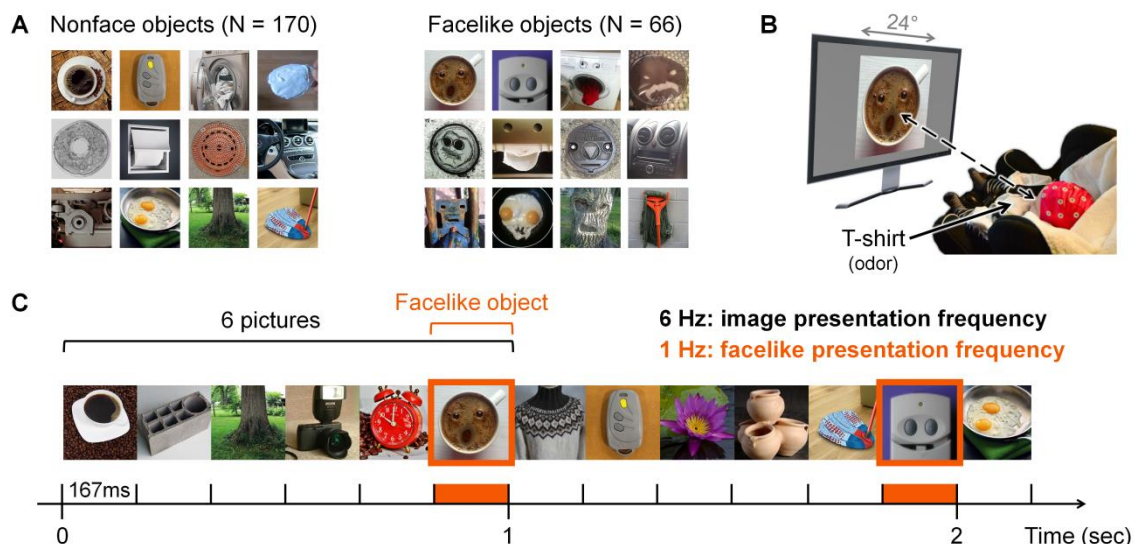 A
Nonface objects (N = 170)
Facelike objects (N = 66)
B
24°
T-shirt
(odor)
C
Facelike object
6 pictures
6 Hz: image presentation frequency
1 Hz: facelike presentation frequency
167ms
0
1
2
Time (sec)